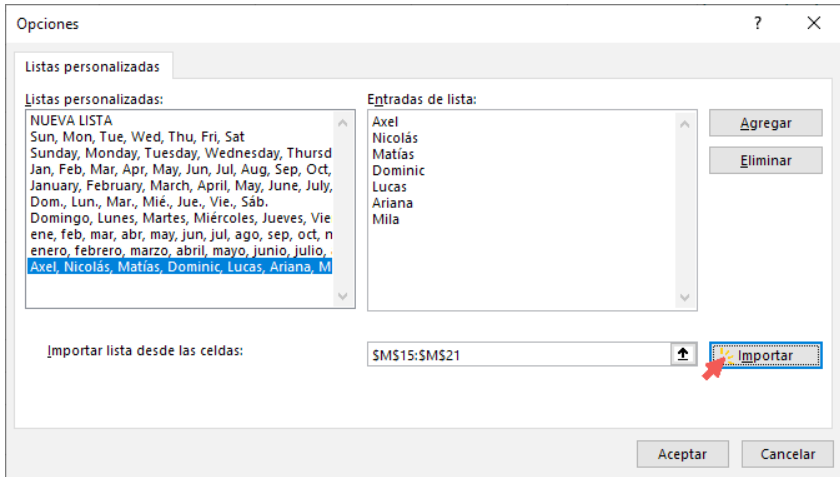 Opciones
Listas personalizadas
Listas personalizadas:
NUEVA LISTA
Sun, Mon, Tue, Wed, Thu, Fri, Sat
Sunday, Monday, Tuesday, Wednesday, Thursd
Jan, Feb, Mar, Apr, May, Jun, Jul, Aug, Sep, Oct,
January, February, March, April, May, June, July,
Dom., Lun., Mar., Mié., Jue., Vie., Sáb.
Domingo, Lunes, Martes, Miércoles, Jueves, Vie
ene, feb, mar, abr, may, jun, jul, ago, sep, oct, n
enero, febrero, marzo, abril, mayo, junio, julio,
Axel, Nicolás, Matías, Dominic, Lucas, Ariana, M
Entradas de lista:
Axel
Nicolás
Matías
Dominic
Lucas
Ariana
Mila
Agregar
Eliminar
Importar lista desde las celdas:
$M$15:$M$21
Importar
Aceptar
Cancelar